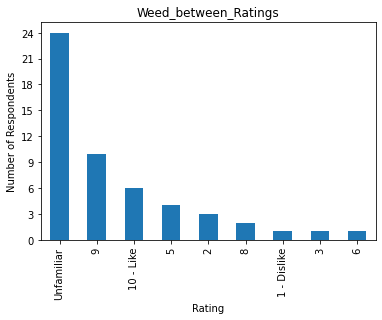 Weed_between_Ratings
Number of Respondents
24
21
18
15
12
9
6
3
0
Unfamiliar
9
10 - Like
5
2
8
1 - Dislike
3
6
Rating